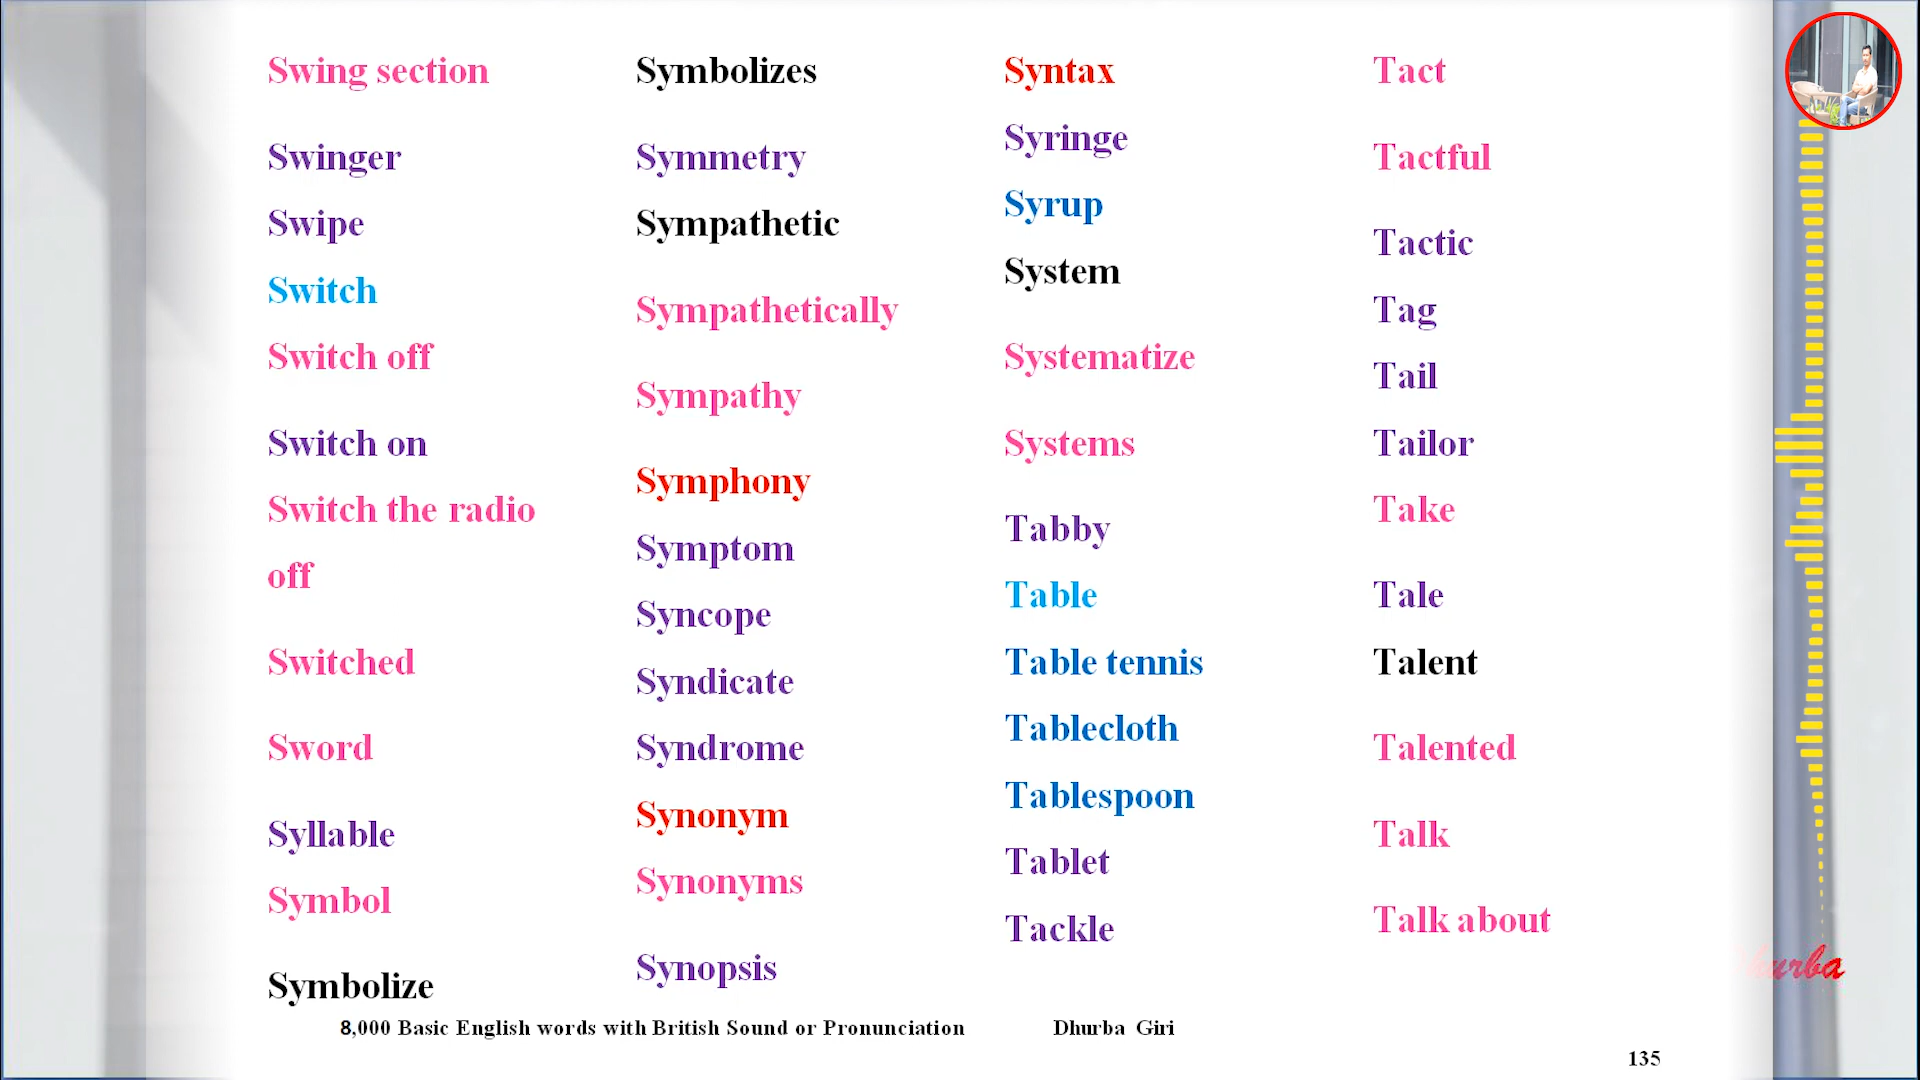 Swing section
Swinger
Swipe
Switch
Switch off
Switch on
Switch the radio
off
Switched
Sword
Syllable
Symbol
Symbolize
Symbolizes
Symmetry
Sympathetic
Sympathetically
Sympathy
Symphony
Symptom
Syncope
Syndicate
Syndrome
Synonym
Synonyms
Synopsis
Syntax
Syringe
Syrup
System
Systematize
Systems
Tabby
Table
Table tennis
Tablecloth
Tablespoon
Tablet
Tackle
Tact
Tactful
Tactic
Tag
Tail
Tailor
Take
Tale
Talent
Talented
Talk
Talk about
8,000 Basic English words with British Sound or Pronunciation Dhurba Giri
135